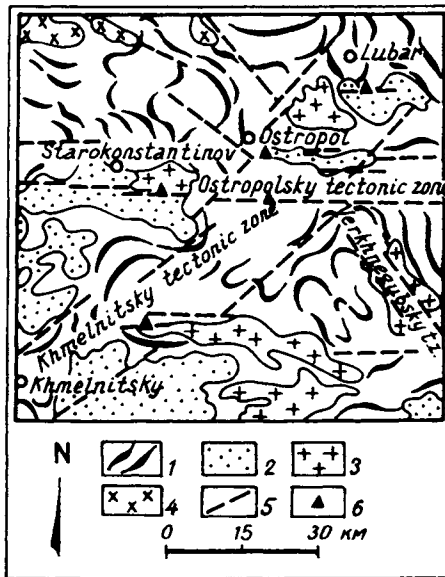 Lubar
Ostropol
Starokonstantinov
Ostropolsky tectonic zone
Khmelnitsky tectonic zone
Khmelnitsky
N
1
2
3
4
5
6
0 15 30 км